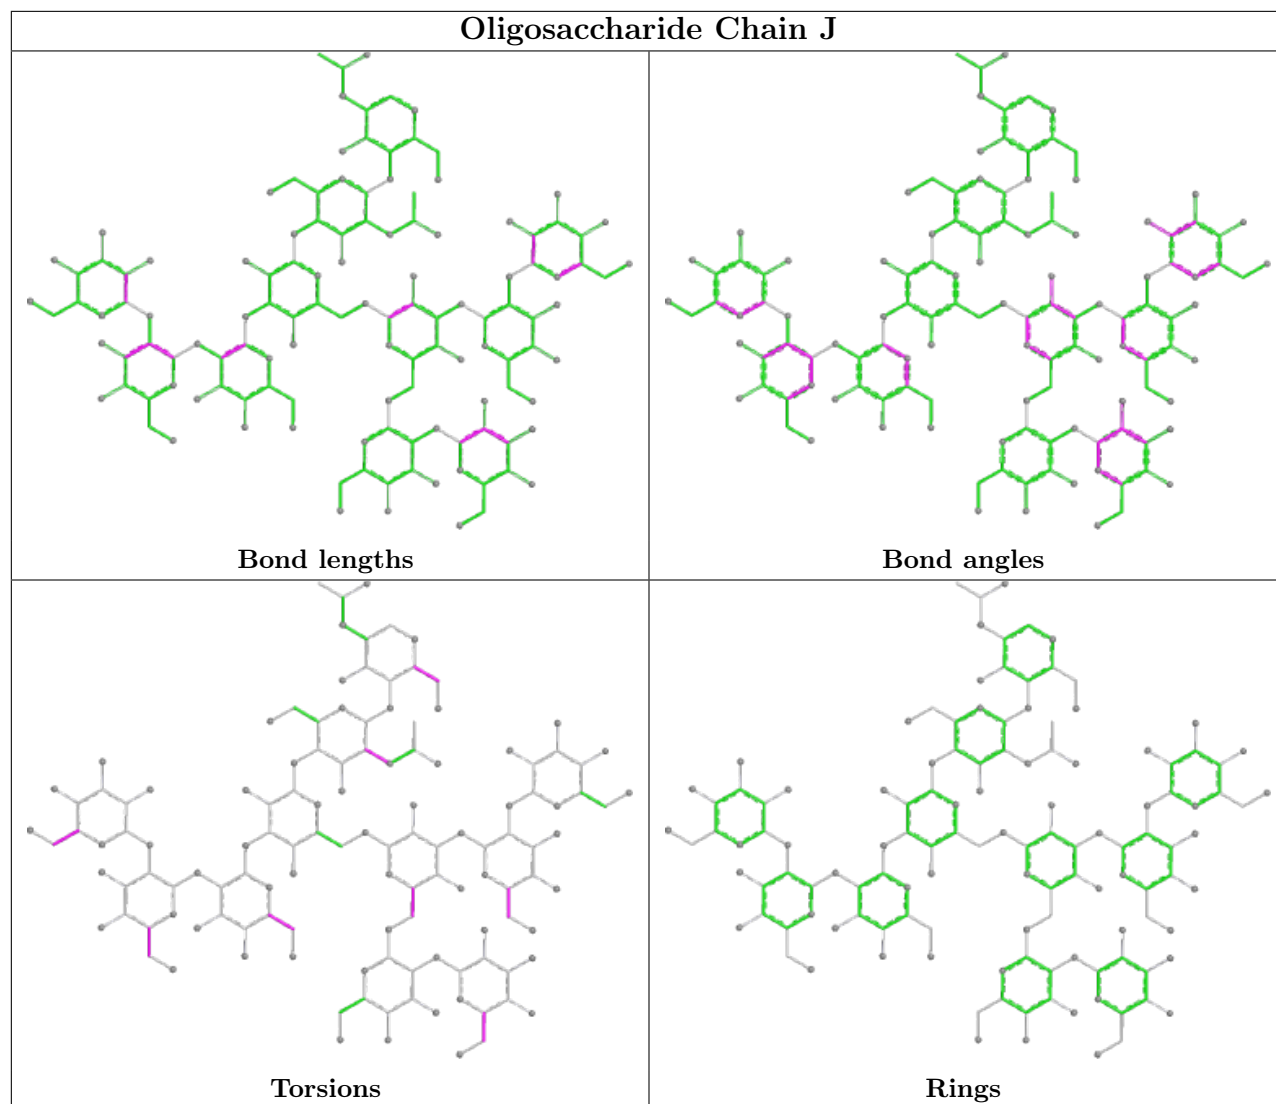 Oligosaccharide Chain J
Bond lengths
Bond angles
Torsions
Rings